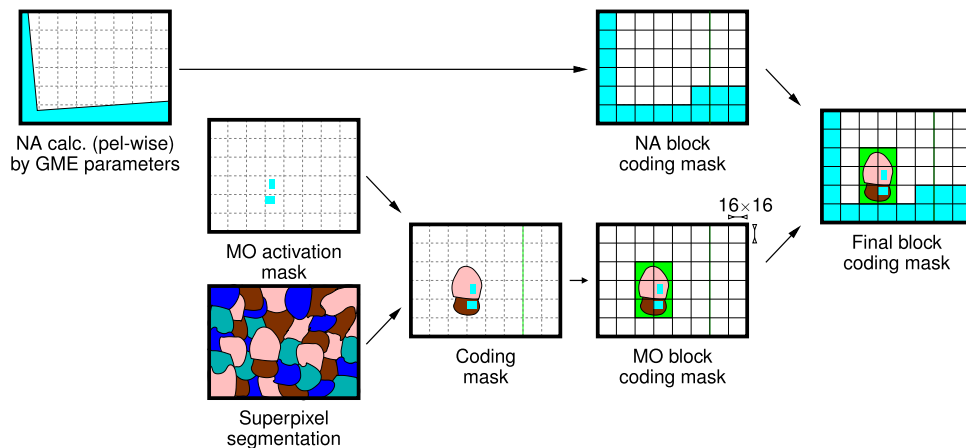 NA calc. (pel-wise)
by GME parameters
NA block
coding mask
MO activation
mask
16×16
Final block
coding mask
Coding
mask
MO block
coding mask
Superpixel
segmentation